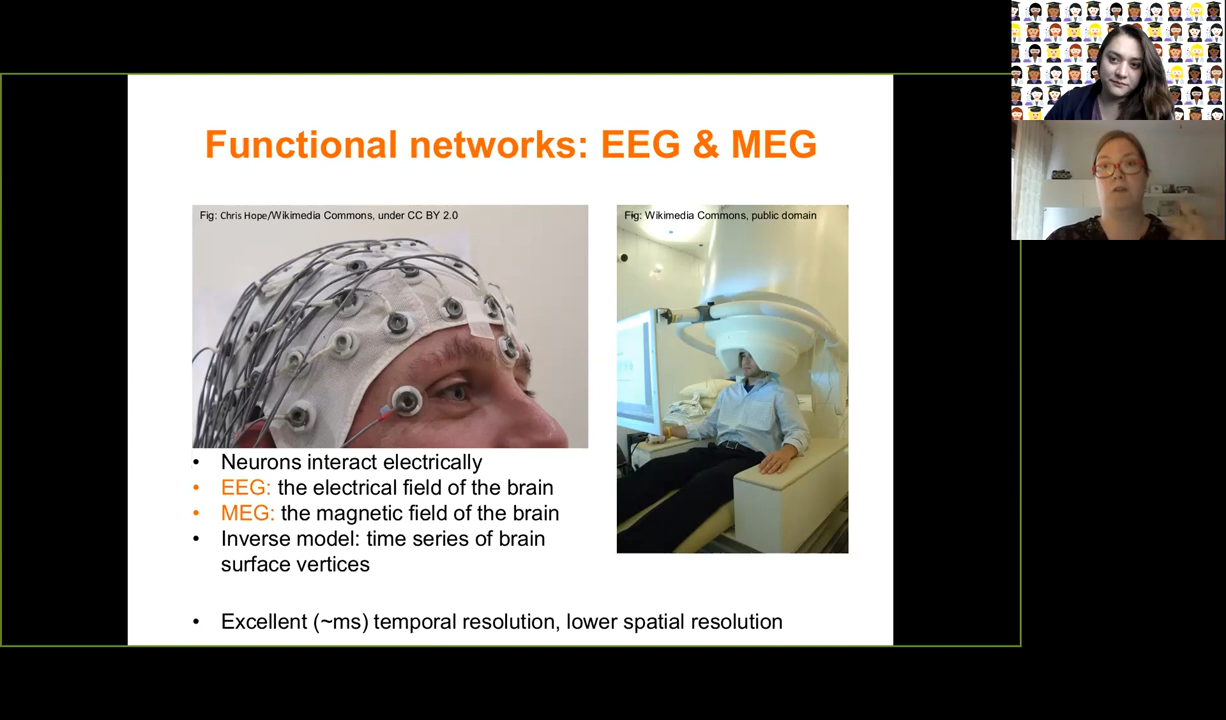 Functional networks: EEG & MEG
Fig: Chris Hope/Wikimedia Commons, under CC BY 2.0
Fig: Wikimedia Commons, public domain
• Neurons interact electrically
• EEG: the electrical field of the brain
• MEG: the magnetic field of the brain
• Inverse model: time series of brain
surface vertices
• Excellent (~ms) temporal resolution, lower spatial resolution